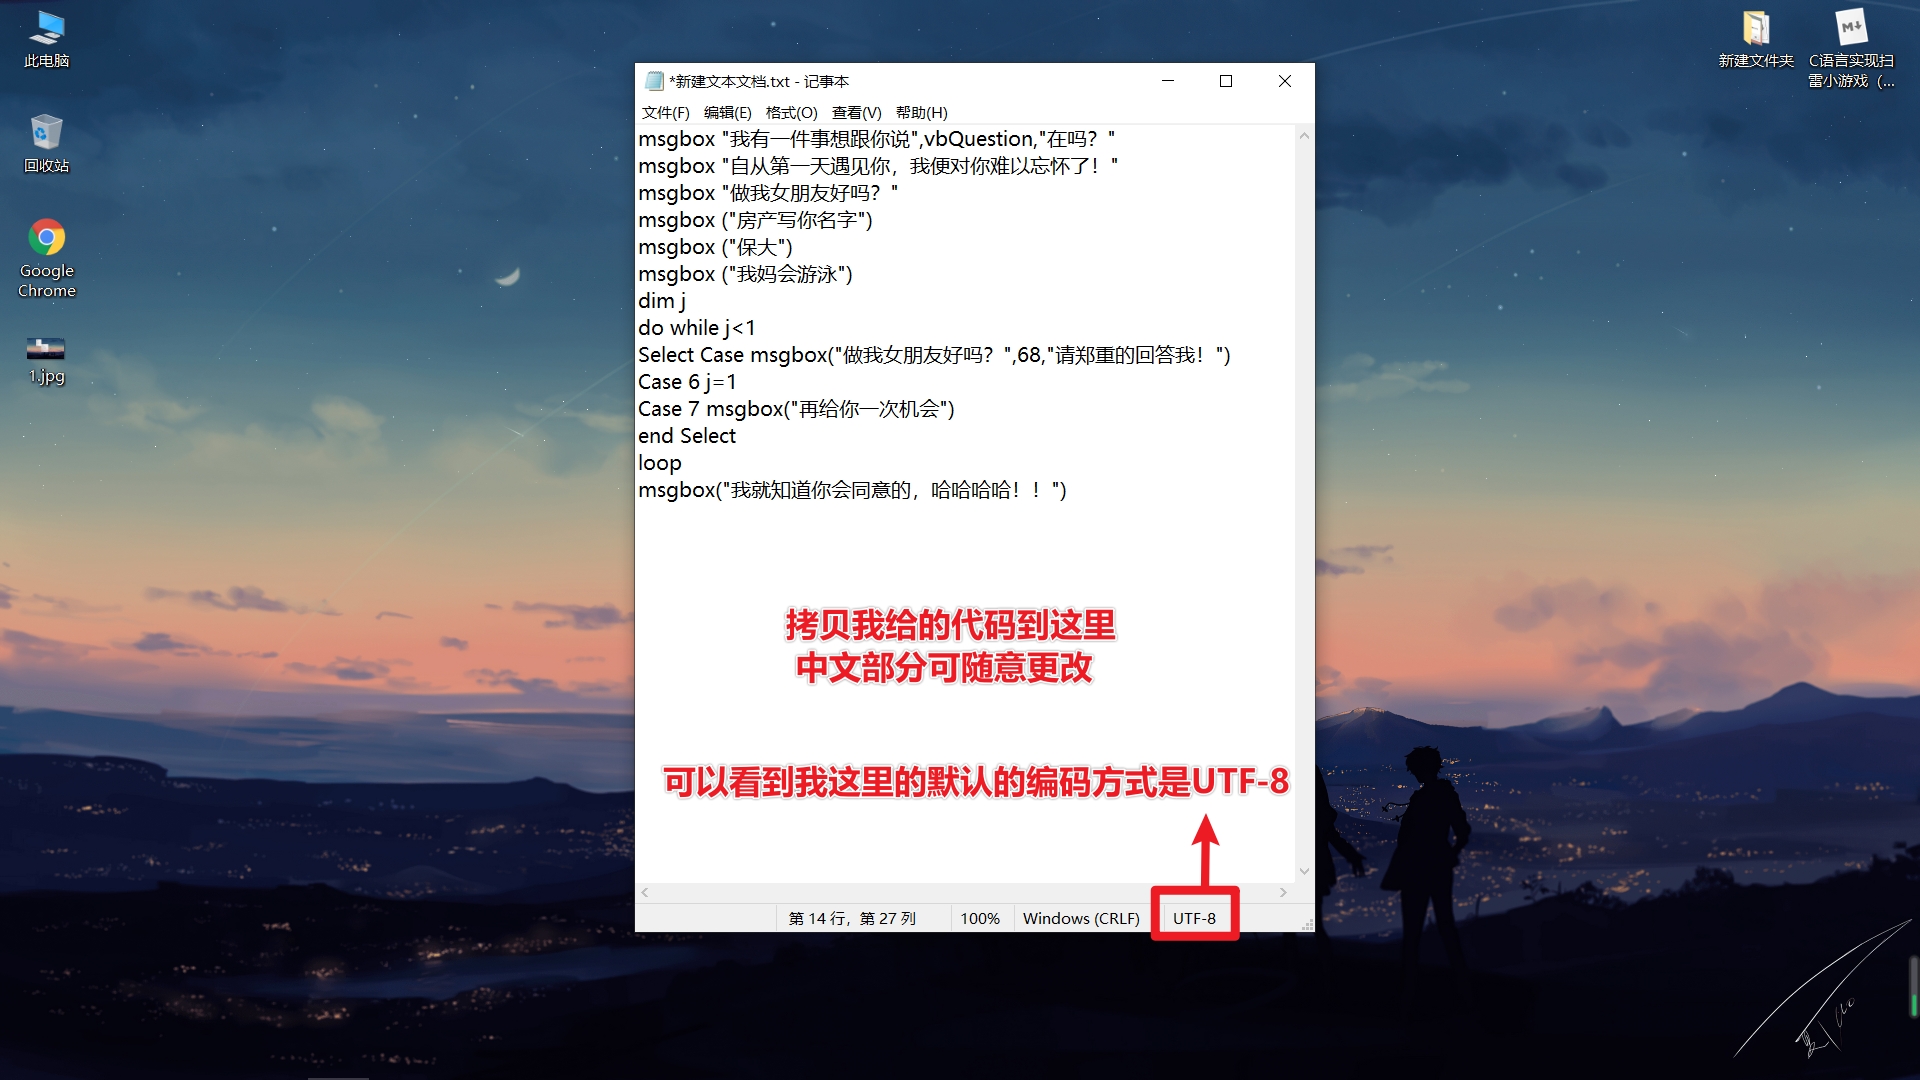 此电脑
回收站
Google
Chrome
1.jpg
新建文件夹
C语言实现扫
雷小游戏（...
*新建文本文档.txt - 记事本
文件(F) 编辑(E) 格式(O) 查看(V) 帮助(H)
msgbox "我有一件事想跟你说",vbQuestion,"在吗？"
msgbox "自从第一天遇见你，我便对你难以忘怀了！"
msgbox "做我女朋友好吗？"
msgbox ("房产写你名字")
msgbox ("保大")
msgbox ("我妈会游泳")
dim j
do while j<1
Select Case msgbox("做我女朋友好吗？",68,"请郑重的回答我！")
Case 6 j=1
Case 7 msgbox("再给你一次机会")
end Select
loop
msgbox("我就知道你会同意的，哈哈哈哈！！")
拷贝我给的代码到这里
中文部分可随意更改
可以看到我这里的默认的编码方式是UTF-8
第 14 行，第 27 列 100% Windows (CRLF) UTF-8